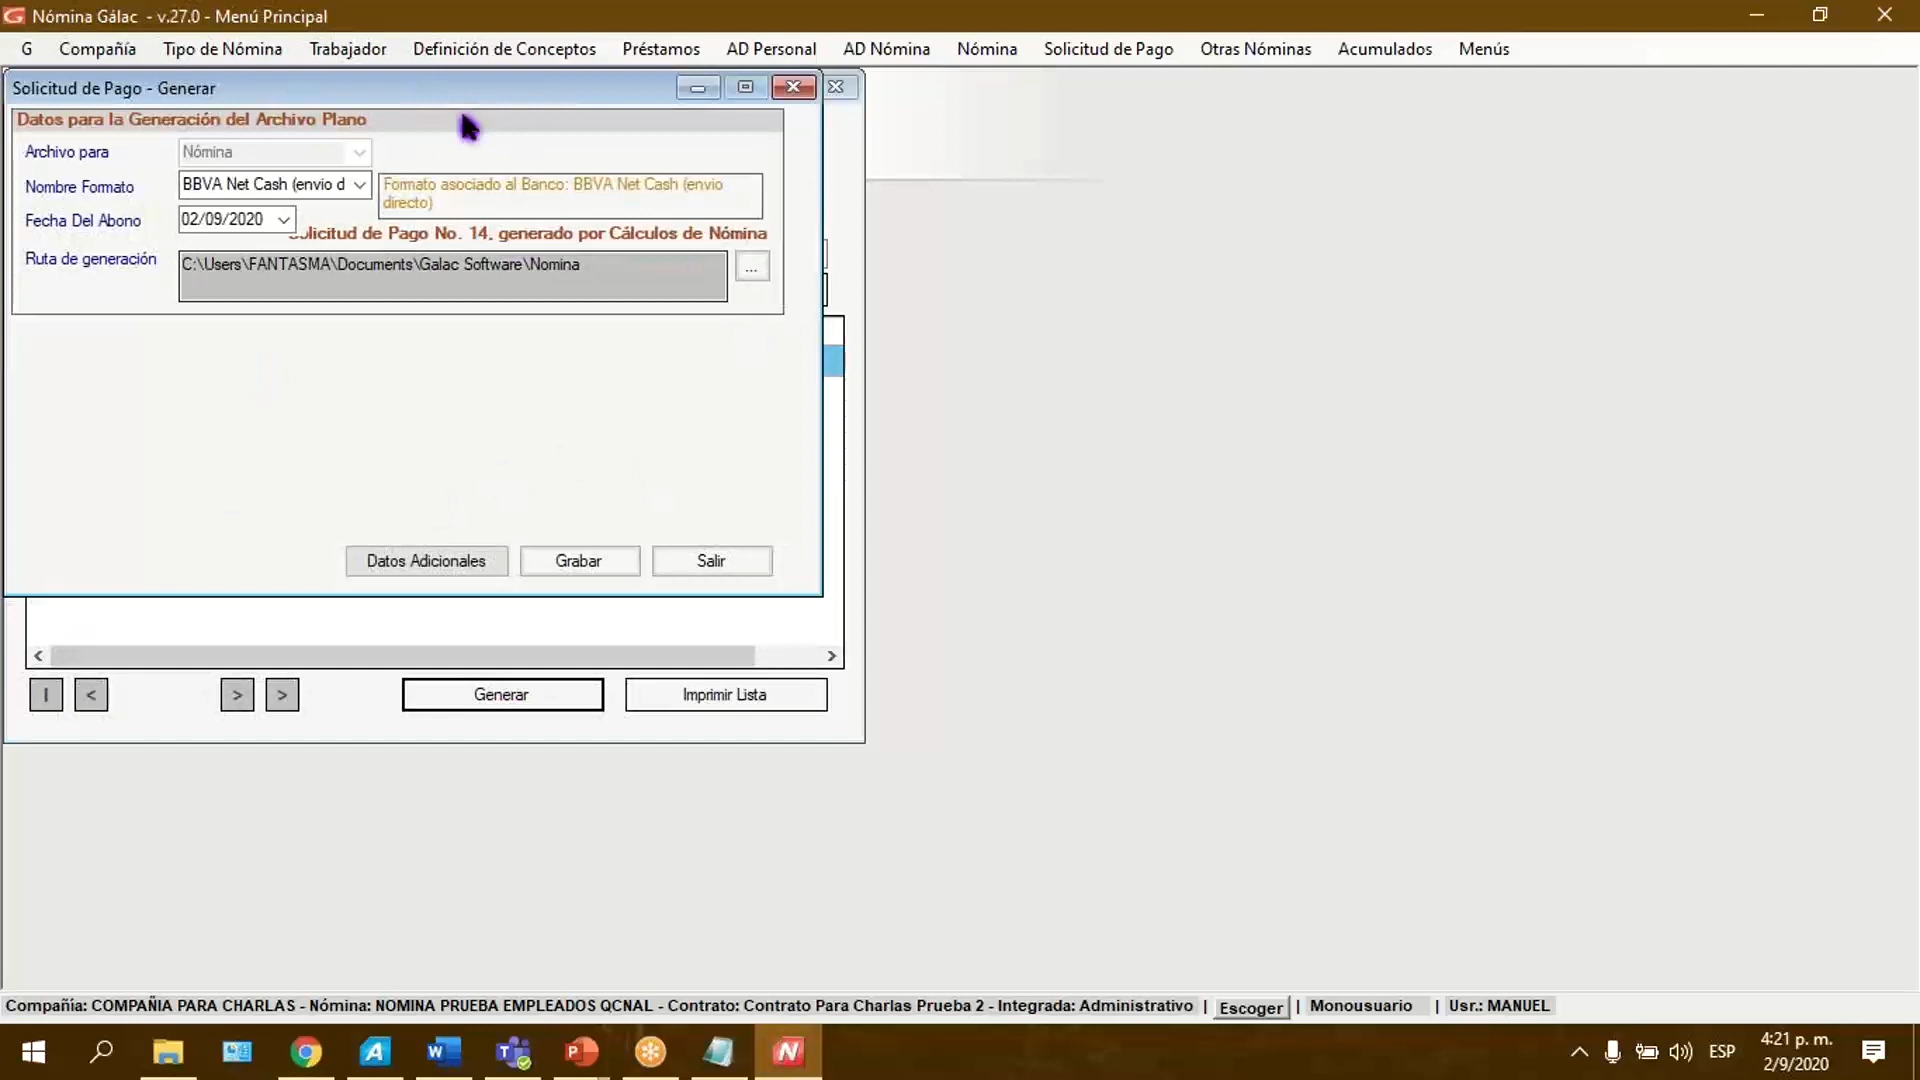 Nómina Gálac - v.27.0 - Menú Principal
G Compañía Tipo de Nómina Trabajador Definición de Conceptos Préstamos AD Personal AD Nómina Nómina Solicitud de Pago Otras Nóminas Acumulados Menús
Solicitud de Pago - Generar
Datos para la Generación del Archivo Plano
Archivo para Nómina
Nombre Formato BBVA Net Cash (envio d
Formato asociado al Banco: BBVA Net Cash (envio
directo)
Fecha Del Abono 02/09/2020
olicitud de Pago No. 14, generado por Cálculos de Nómina
Ruta de generación C:\Users\FANTASMA\Documents\Galac Software\Nomina ...
Datos Adicionales Grabar Salir
< >
I < > > Generar Imprimir Lista
Compañía: COMPAÑIA PARA CHARLAS - Nómina: NOMINA PRUEBA EMPLEADOS QCNAL - Contrato: Contrato Para Charlas Prueba 2 - Integrada: Administrativo | Escoger | Monousuario | Usr.: MANUEL
ESP 4:21 p. m.
2/9/2020